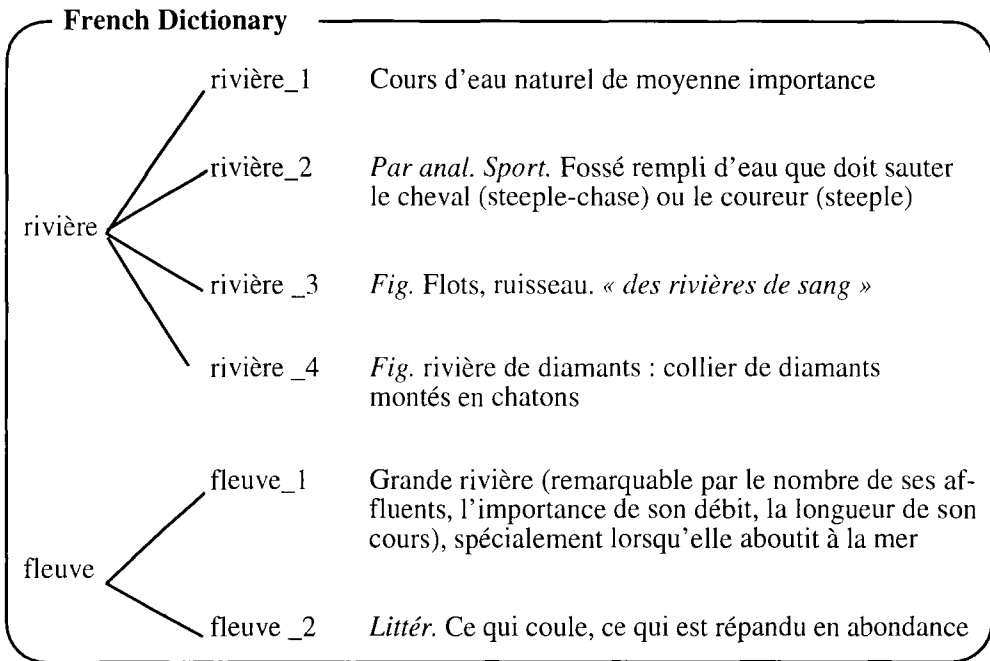 French Dictionary
rivière_1 Cours d'eau naturel de moyenne importance
rivière_2 Par anal. Sport. Fossé rempli d'eau que doit sauter
le cheval (steeple-chase) ou le coureur (steeple)
rivière
rivière _3 Fig. Flots, ruisseau. « des rivières de sang »
rivière _4 Fig. rivière de diamants : collier de diamants
montés en chatons
fleuve_1 Grande rivière (remarquable par le nombre de ses af-
fluents, l'importance de son débit, la longueur de son
cours), spécialement lorsqu'elle aboutit à la mer
fleuve
fleuve _2 Littér. Ce qui coule, ce qui est répandu en abondance